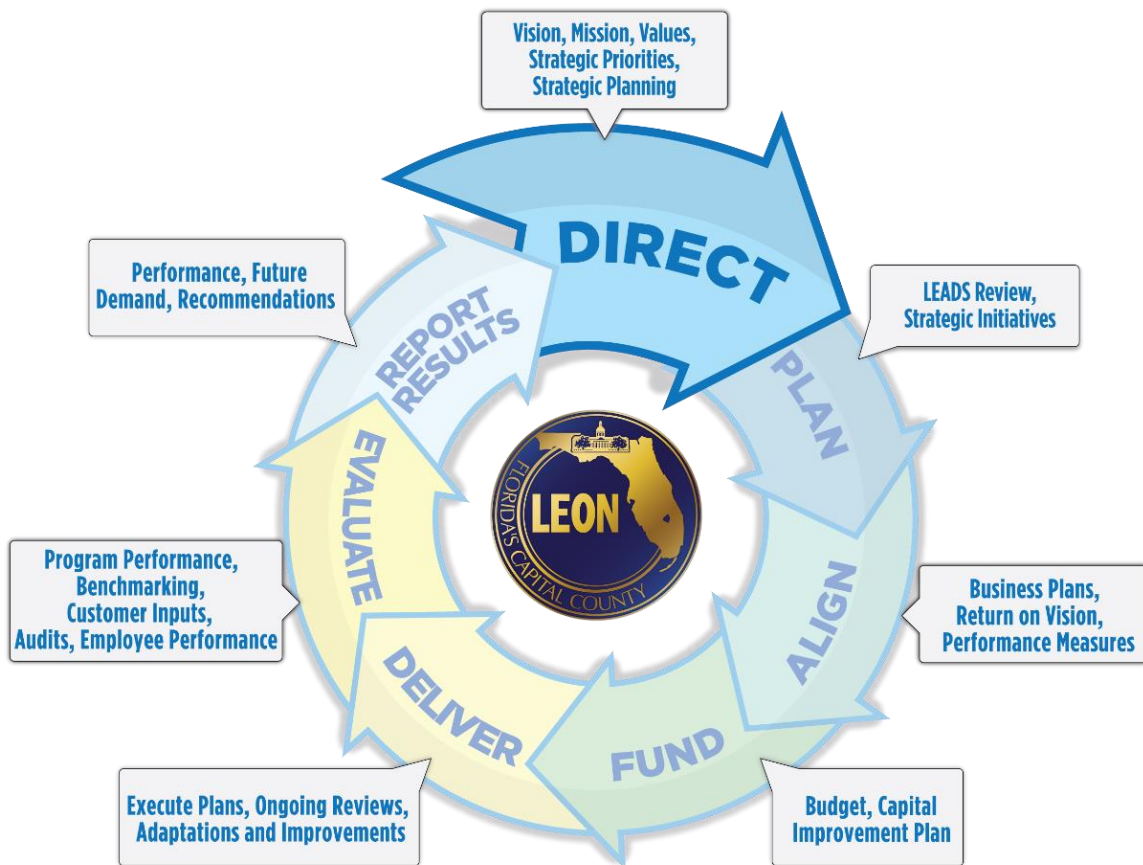 Vision, Mission, Values,
Strategic Priorities,
Strategic Planning
DIRECT
LEADS Review,
Strategic Initiatives
PLAN
Business Plans,
Return on Vision,
Performance Measures
ALIGN
Budget, Capital
Improvement Plan
FUND
Execute Plans, Ongoing Reviews,
Adaptations and Improvements
DELIVER
Program Performance,
Benchmarking,
Customer Inputs,
Audits, Employee Performance
EVALUATE
Performance, Future
Demand, Recommendations
REPORT
RESULTS
LEON
FLORIDA'S CAPITAL COUNTY